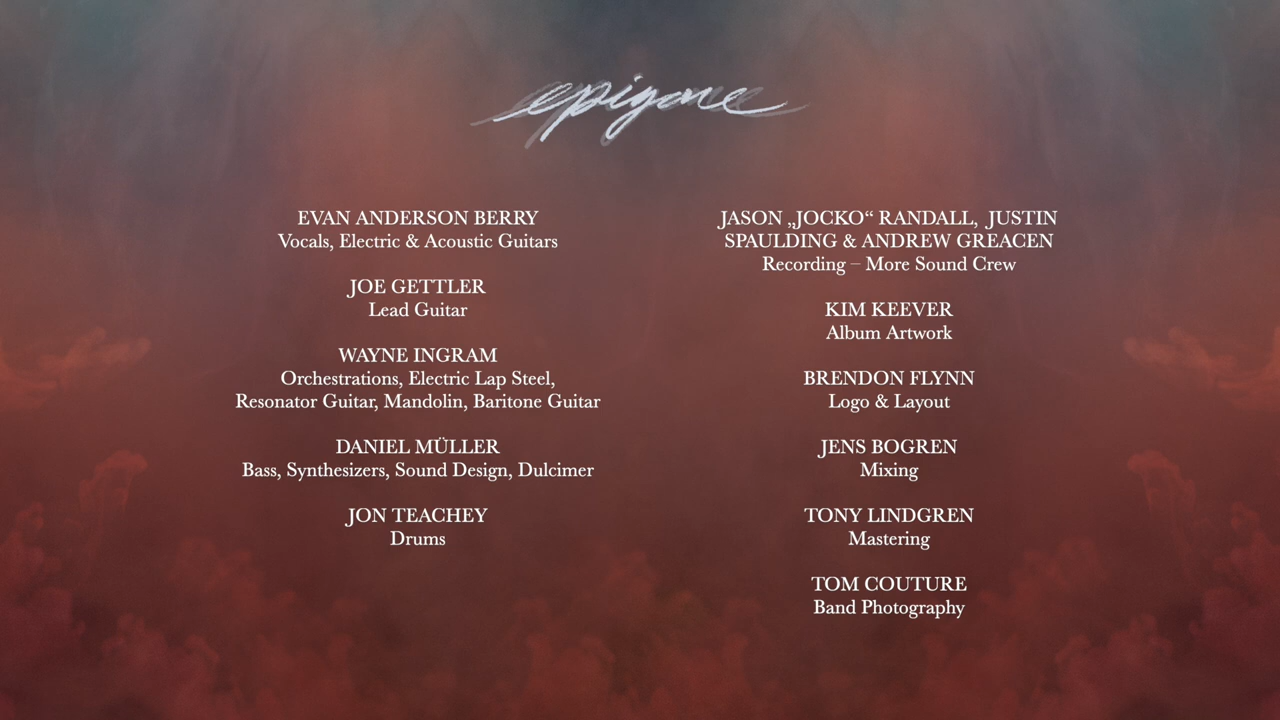 epigone
EVAN ANDERSON BERRY
Vocals, Electric & Acoustic Guitars
JOE GETTLER
Lead Guitar
WAYNE INGRAM
Orchestrations, Electric Lap Steel,
Resonator Guitar, Mandolin, Baritone Guitar
DANIEL MÜLLER
Bass, Synthesizers, Sound Design, Dulcimer
JON TEACHEY
Drums
JASON „JOCKO“ RANDALL, JUSTIN
SPAULDING & ANDREW GREACEN
Recording – More Sound Crew
KIM KEEVER
Album Artwork
BRENDON FLYNN
Logo & Layout
JENS BOGREN
Mixing
TONY LINDGREN
Mastering
TOM COUTURE
Band Photography